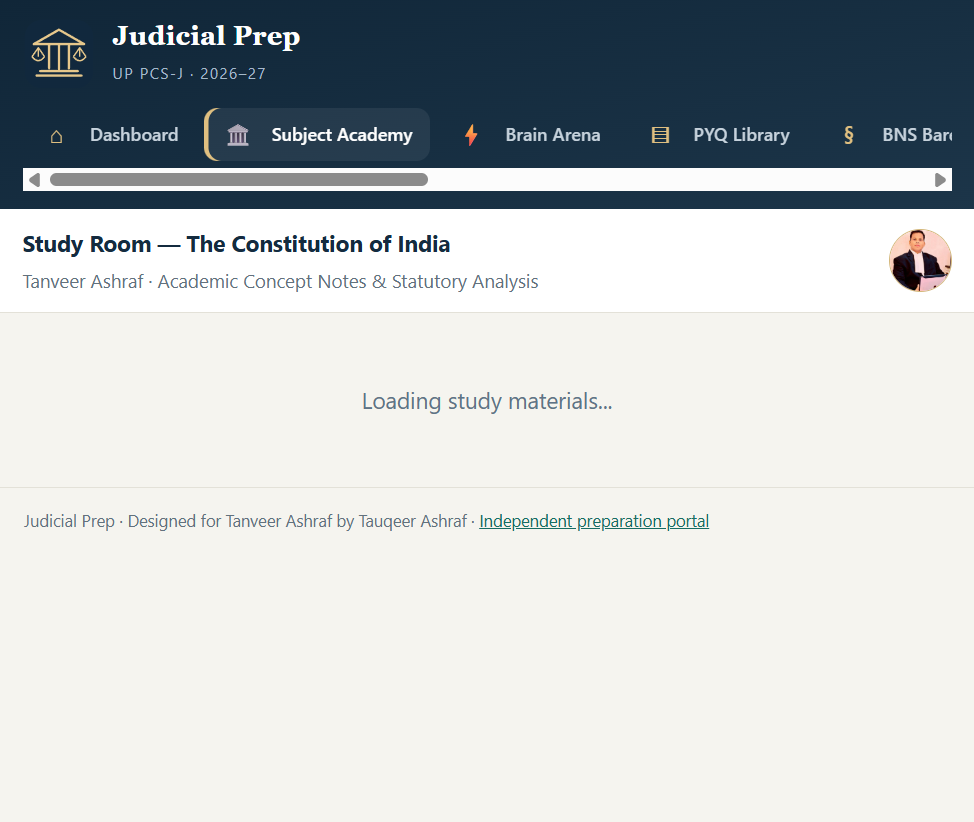 Judicial Prep
UP PCS-J · 2026–27
⌂ Dashboard Subject Academy Brain Arena PYQ Library § BNS Bar
Study Room — The Constitution of India
Tanveer Ashraf · Academic Concept Notes & Statutory Analysis
Loading study materials...
Judicial Prep · Designed for Tanveer Ashraf by Tauqeer Ashraf · Independent preparation portal